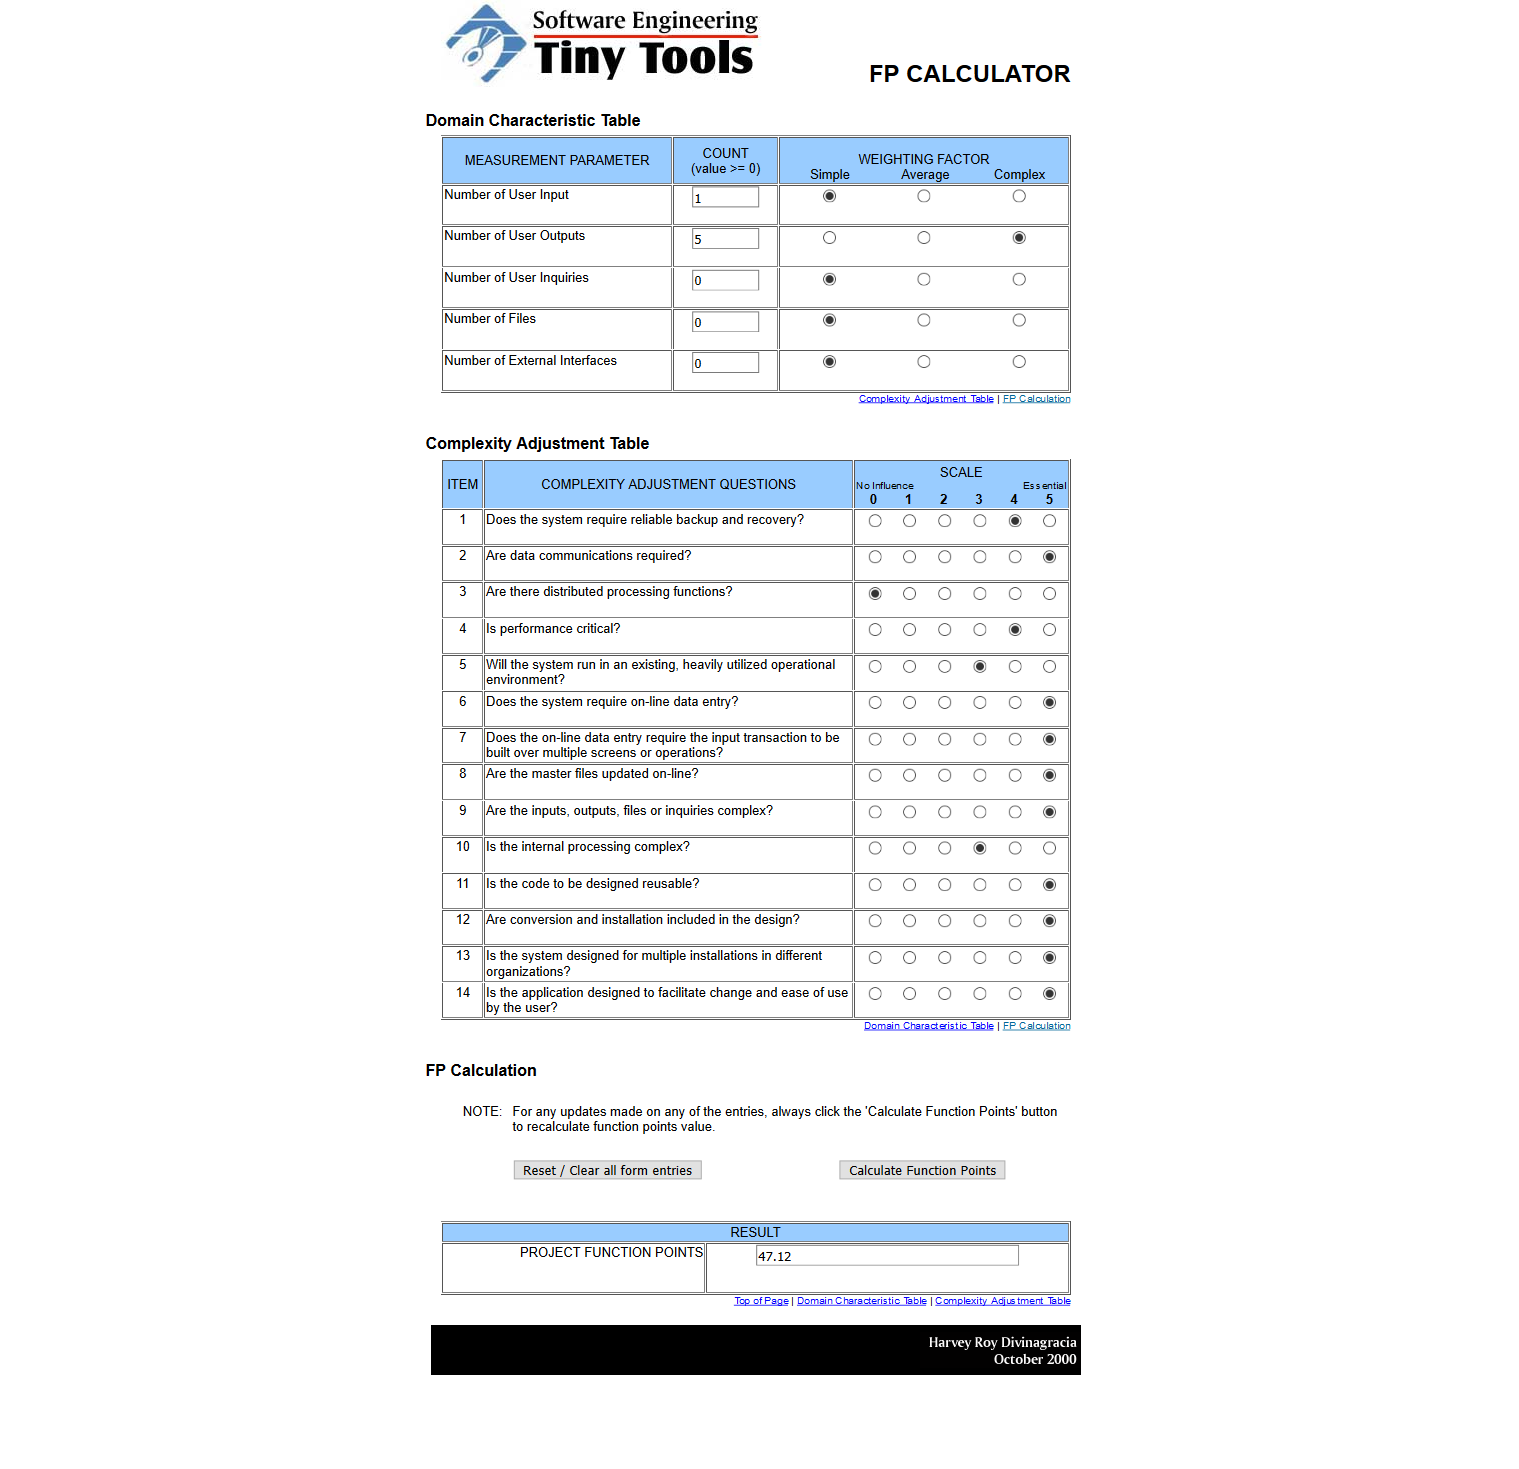 Software Engineering
Tiny Tools
FP CALCULATOR
Domain Characteristic Table
MEASUREMENT PARAMETER
COUNT
(value >= 0)
WEIGHTING FACTOR
Simple Average Complex
Number of User Input 1
Number of User Outputs 5
Number of User Inquiries 0
Number of Files 0
Number of External Interfaces 0
Complexity Adjustment Table | FP Calculation
Complexity Adjustment Table
ITEM
COMPLEXITY ADJUSTMENT QUESTIONS
SCALE
No Influence Essential
0 1 2 3 4 5
1 Does the system require reliable backup and recovery?
2 Are data communications required?
3 Are there distributed processing functions?
4 Is performance critical?
5 Will the system run in an existing, heavily utilized operational
environment?
6 Does the system require on-line data entry?
7 Does the on-line data entry require the input transaction to be
built over multiple screens or operations?
8 Are the master files updated on-line?
9 Are the inputs, outputs, files or inquiries complex?
10 Is the internal processing complex?
11 Is the code to be designed reusable?
12 Are conversion and installation included in the design?
13 Is the system designed for multiple installations in different
organizations?
14 Is the application designed to facilitate change and ease of use
by the user?
Domain Characteristic Table | FP Calculation
FP Calculation
NOTE: For any updates made on any of the entries, always click the 'Calculate Function Points' button
to recalculate function points value.
Reset / Clear all form entries Calculate Function Points
RESULT
PROJECT FUNCTION POINTS 47.12
Top of Page | Domain Characteristic Table | Complexity Adjustment Table
Harvey Roy Divinagracia
October 2000